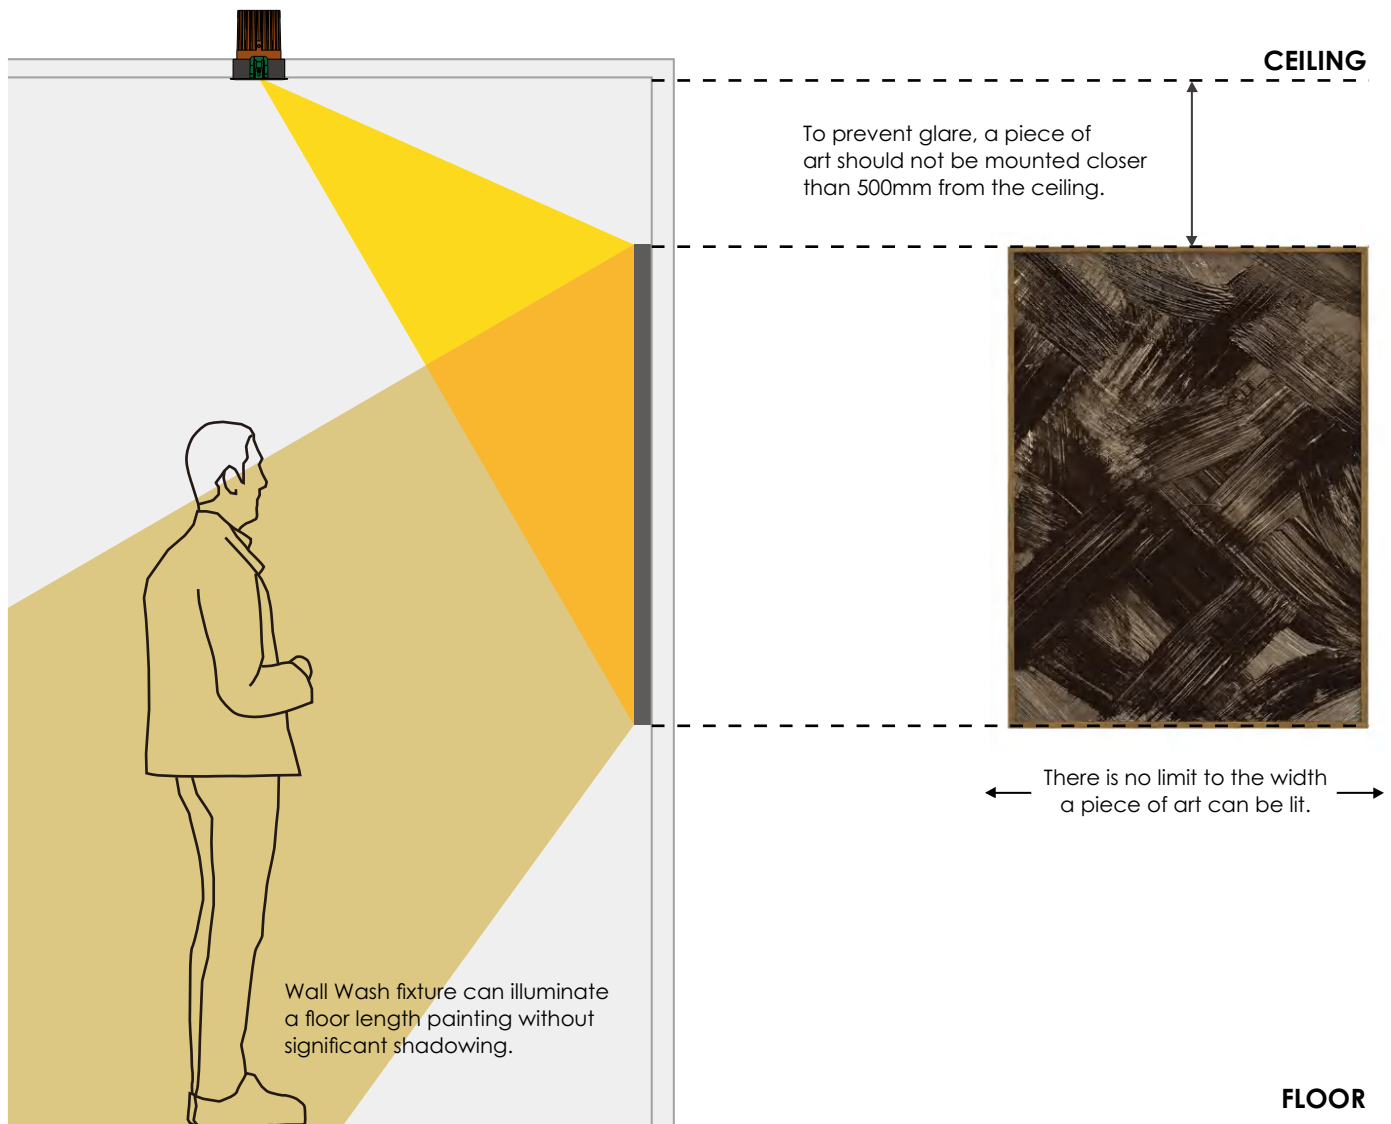 CEILING
To prevent glare, a piece of
art should not be mounted closer
than 500mm from the ceiling.
There is no limit to the width
a piece of art can be lit.
Wall Wash fixture can illuminate
a floor length painting without
significant shadowing.
FLOOR